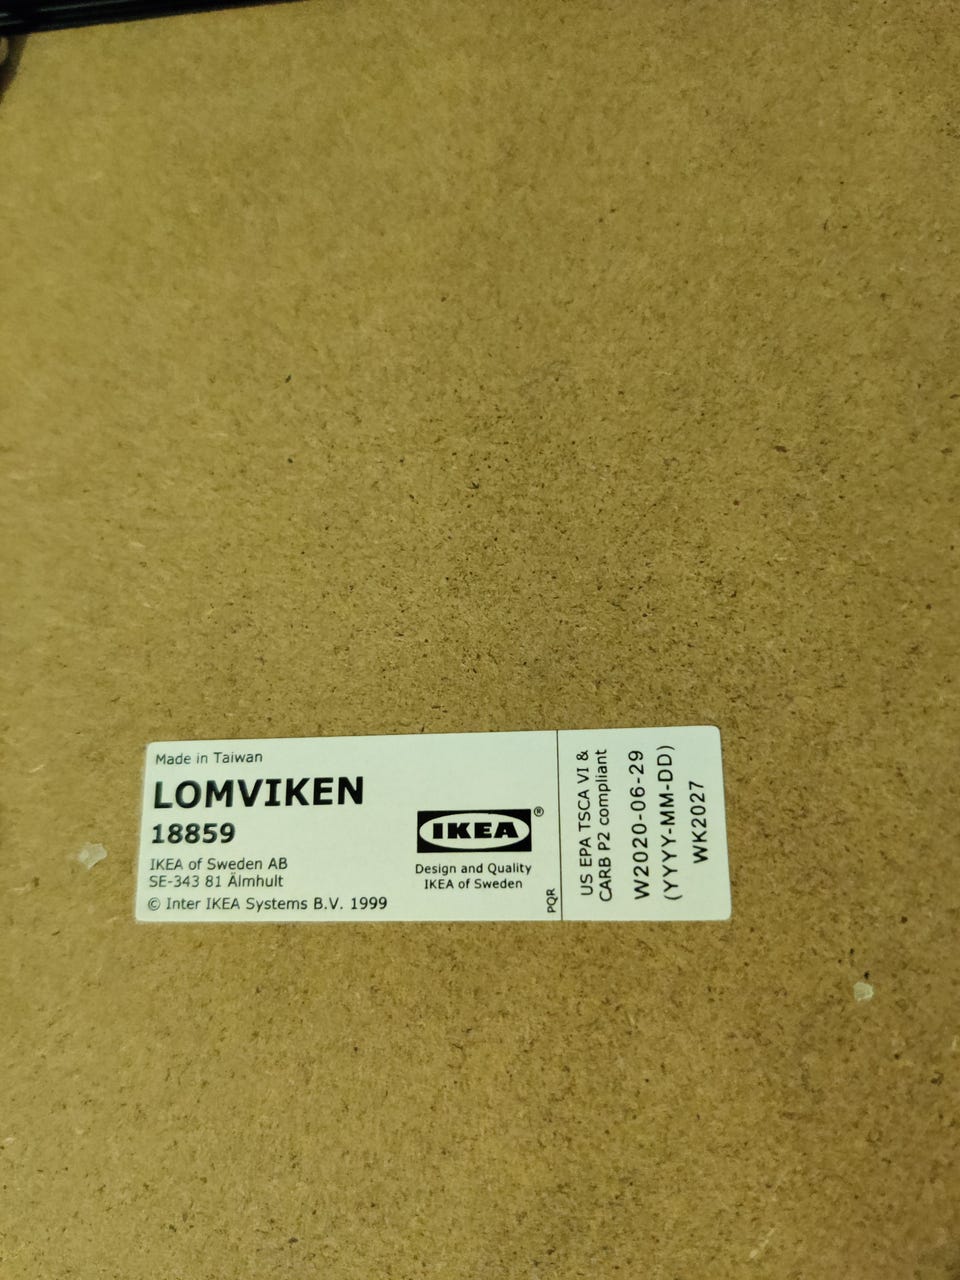 Made in Taiwan
LOMVIKEN
18859
IKEA of Sweden AB
SE-343 81 Älmhult
© Inter IKEA Systems B.V. 1999
IKEA®
Design and Quality
IKEA of Sweden
PQR
US EPA TSCA VI &
CARB P2 compliant
W2020-06-29
(YYYY-MM-DD)
WK2027